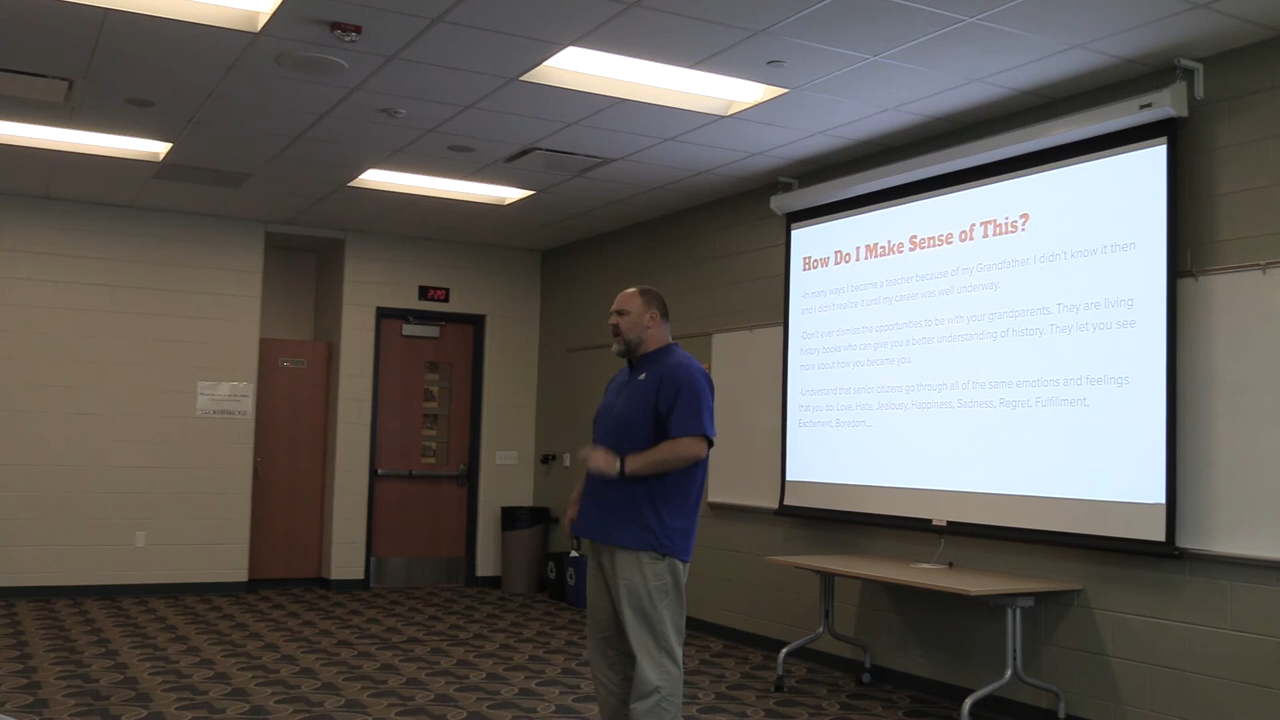 2:20
How Do I Make Sense of This?
-In many ways I became a teacher because of my Grandfather. I didn't know it then
and I didn't realize it until my career was well underway.
-Don't ever dismiss the opportunities to be with your grandparents. They are living
history books who can give you a better understanding of history. They let you see
more about how you became you.
-Understand that senior citizens go through all of the same emotions and feelings
that you do. Love, Hate, Jealousy, Happiness, Sadness, Regret, Fulfillment,
Excitement, Boredom....